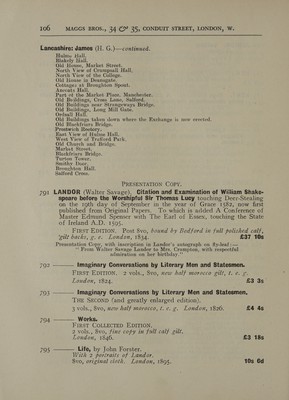 106 MAGGS BROS., 34 & 35, CONDUIT STREET, LONDON, W.
Lancashire: James (H. G.)—continued.
Hulme Hall.
Blakely Hall.
Old House, Market Street.
North View of Crumpsall Hall.
North View of the College.
Old House in Deansgate.
Cottages at Broughton Spout.
Ancoats Hall.
Part of the Market Place, Manchester.
Old Buildings, Cross Lane, Salford.
Old Buildings near Strangeways Bridge.
Old Buildings, Long Mill Gate.
Ordsall Hall.
Old Buildings taken down where the Exchange is now erected.
Old Blackfriars Bridge.
Prestwich Rectory.
East View of Hulme Hall.
West View of Trafford Park.
Old Church and Bridge.
Market Street.
Blackfriars Bridge.
Turton Tower.
Smithy Door.
Broughton Hall.
Salford Cross.
PRESENTATION COPY.
791 LANDOR (Walter Savage). Citation and Examination of William Shake-
speare before the Worshipful Sir Thomas Lucy touching Deer-Stealing
on the 19th day of September in the year of Grace 1582, now first
published from Original Papers. To which is added A Conference of
Master Edmund Spenser with The Earl of Essex, touching the State
of Ireland A.D. 1595.
FIRST EDITION. Post 8vo, bound by Bedford in full polished calf,
gilt backs, g. e. London, 1834. £37 10s
Presentation Copy, with inscription in Landor's autograph on fly-leaf :—
" From Walter Savage Landor to Mrs. Crampton, with respectful
admiration on her birthday."
792 ——— Imaginary Conversations by Literary Men and Statesmen.
FIRST EDITION. 2 vols., 8vo, new half morocco gilt, t. e. g.
London, 1824. £3 3s
793 ——— Imaginary Conversations by Literary Men and Statesmen.
THE SECOND (and greatly enlarged edition).
3 vols., 8vo, new half morocco, t. e. g. London, 1826. £4 4s
794 ——— Works.
FIRST COLLECTED EDITION.
2 vols., 8vo, fine copy in full calf gilt.
London, 1846. £3 18s
795 ——— Life, by John Forster.
With 2 portraits of Landor.
8vo, original cloth. London, 1895. 10s 6d